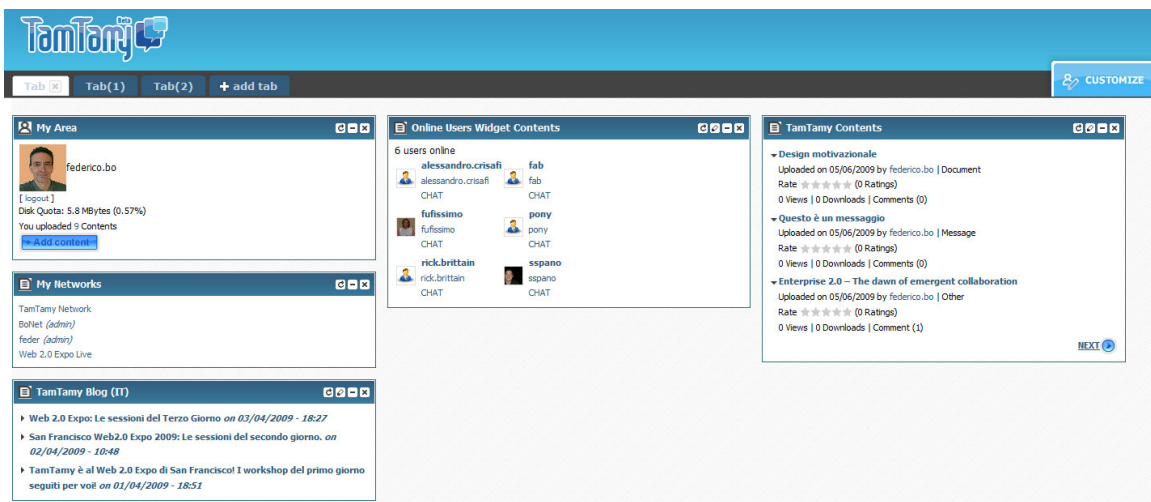 TamTamy Beta
Tab Tab(1) Tab(2) + add tab
CUSTOMIZE
My Area
federico.bo
[ logout ]
Disk Quota: 5.8 MBytes (0.57%)
You uploaded 9 Contents
Add content
My Networks
TamTamy Network
BoNet (admin)
feder (admin)
Web 2.0 Expo Live
TamTamy Blog (IT)
Web 2.0 Expo: Le sessioni del Terzo Giorno on 03/04/2009 - 18:27
San Francisco Web2.0 Expo 2009: Le sessioni del secondo giorno. on
02/04/2009 - 10:48
TamTamy è al Web 2.0 Expo di San Francisco! I workshop del primo giorno
seguiti per voi! on 01/04/2009 - 18:51
Online Users Widget Contents
6 users online
alessandro.crisafi fab
alessandro.crisafi fab
CHAT CHAT
fufissimo pony
fufissimo pony
CHAT CHAT
rick.brittain sspano
rick.brittain sspano
CHAT CHAT
TamTamy Contents
Design motivazionale
Uploaded on 05/06/2009 by federico.bo | Document
Rate (0 Ratings)
0 Views | 0 Downloads | Comments (0)
Questo è un messaggio
Uploaded on 05/06/2009 by federico.bo | Message
Rate (0 Ratings)
0 Views | 0 Downloads | Comments (0)
Enterprise 2.0 – The dawn of emergent collaboration
Uploaded on 05/06/2009 by federico.bo | Other
Rate (0 Ratings)
0 Views | 0 Downloads | Comment (1)
NEXT